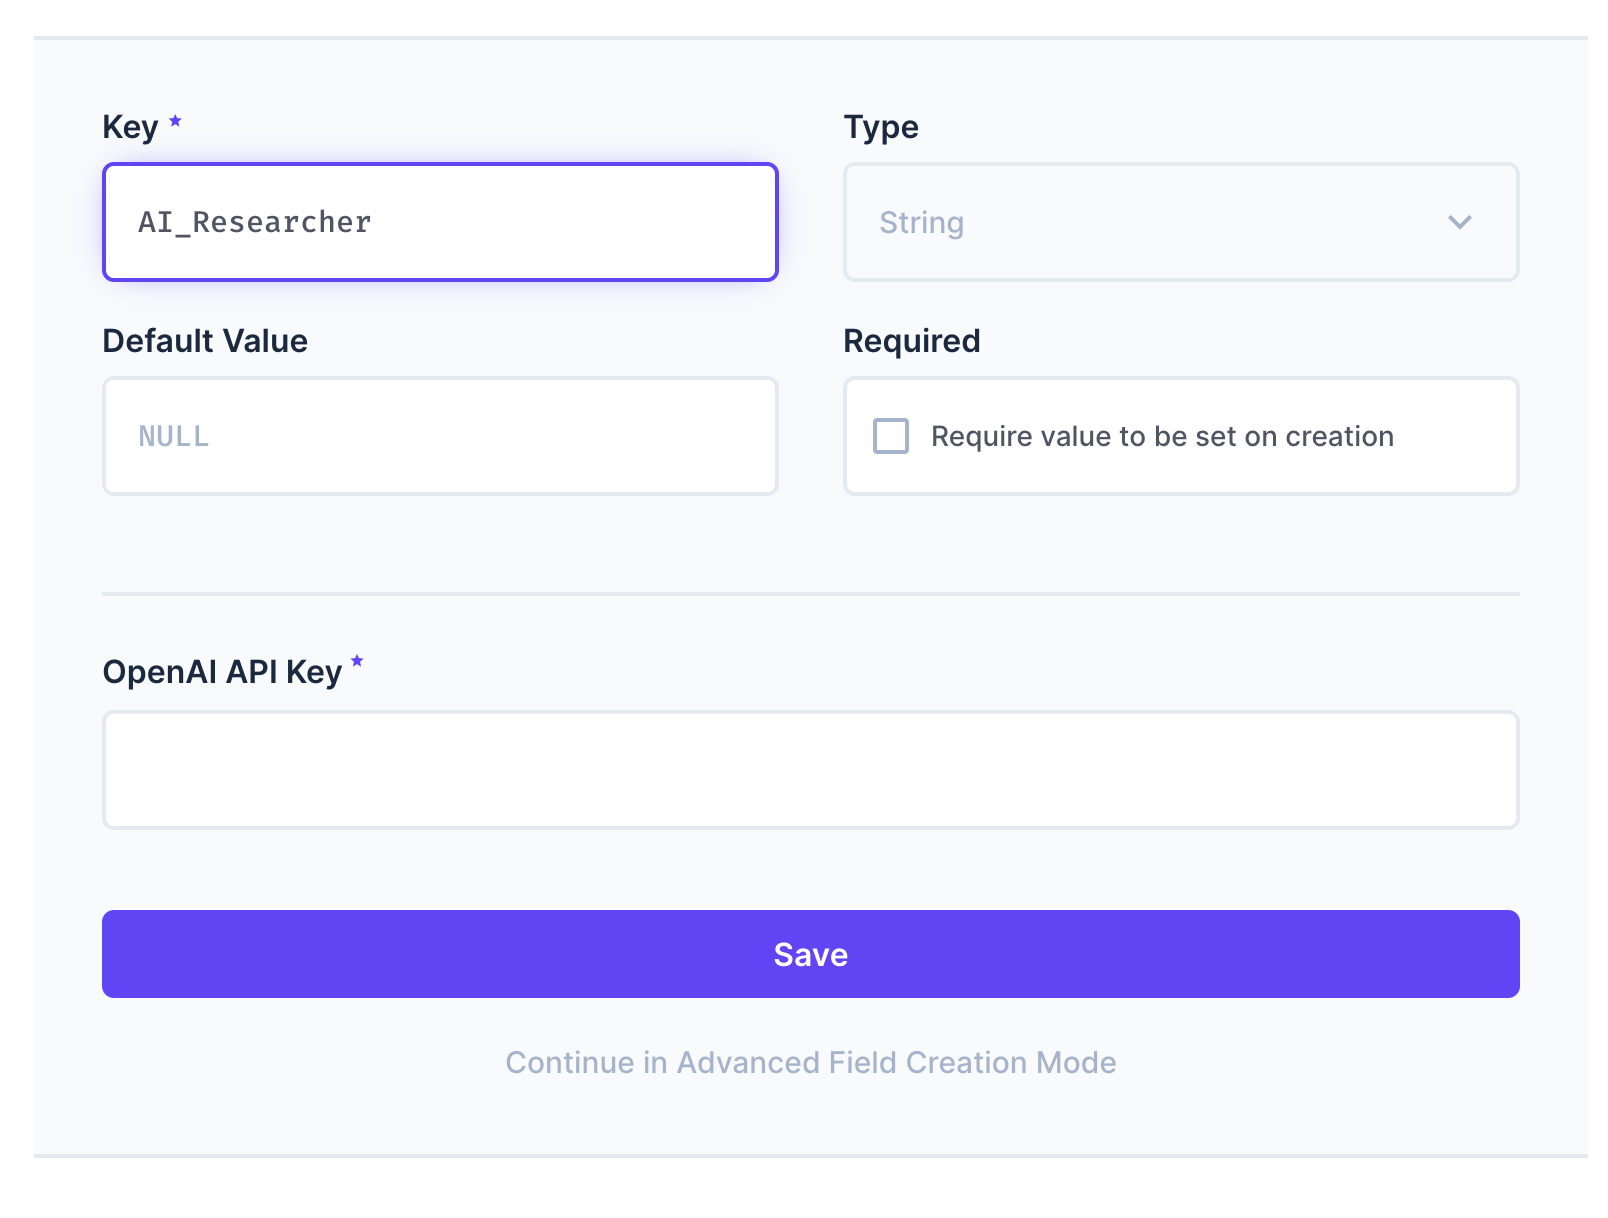 Key *
Type
AI_Researcher
String
Default Value
Required
NULL
Require value to be set on creation
OpenAI API Key *
Save
Continue in Advanced Field Creation Mode